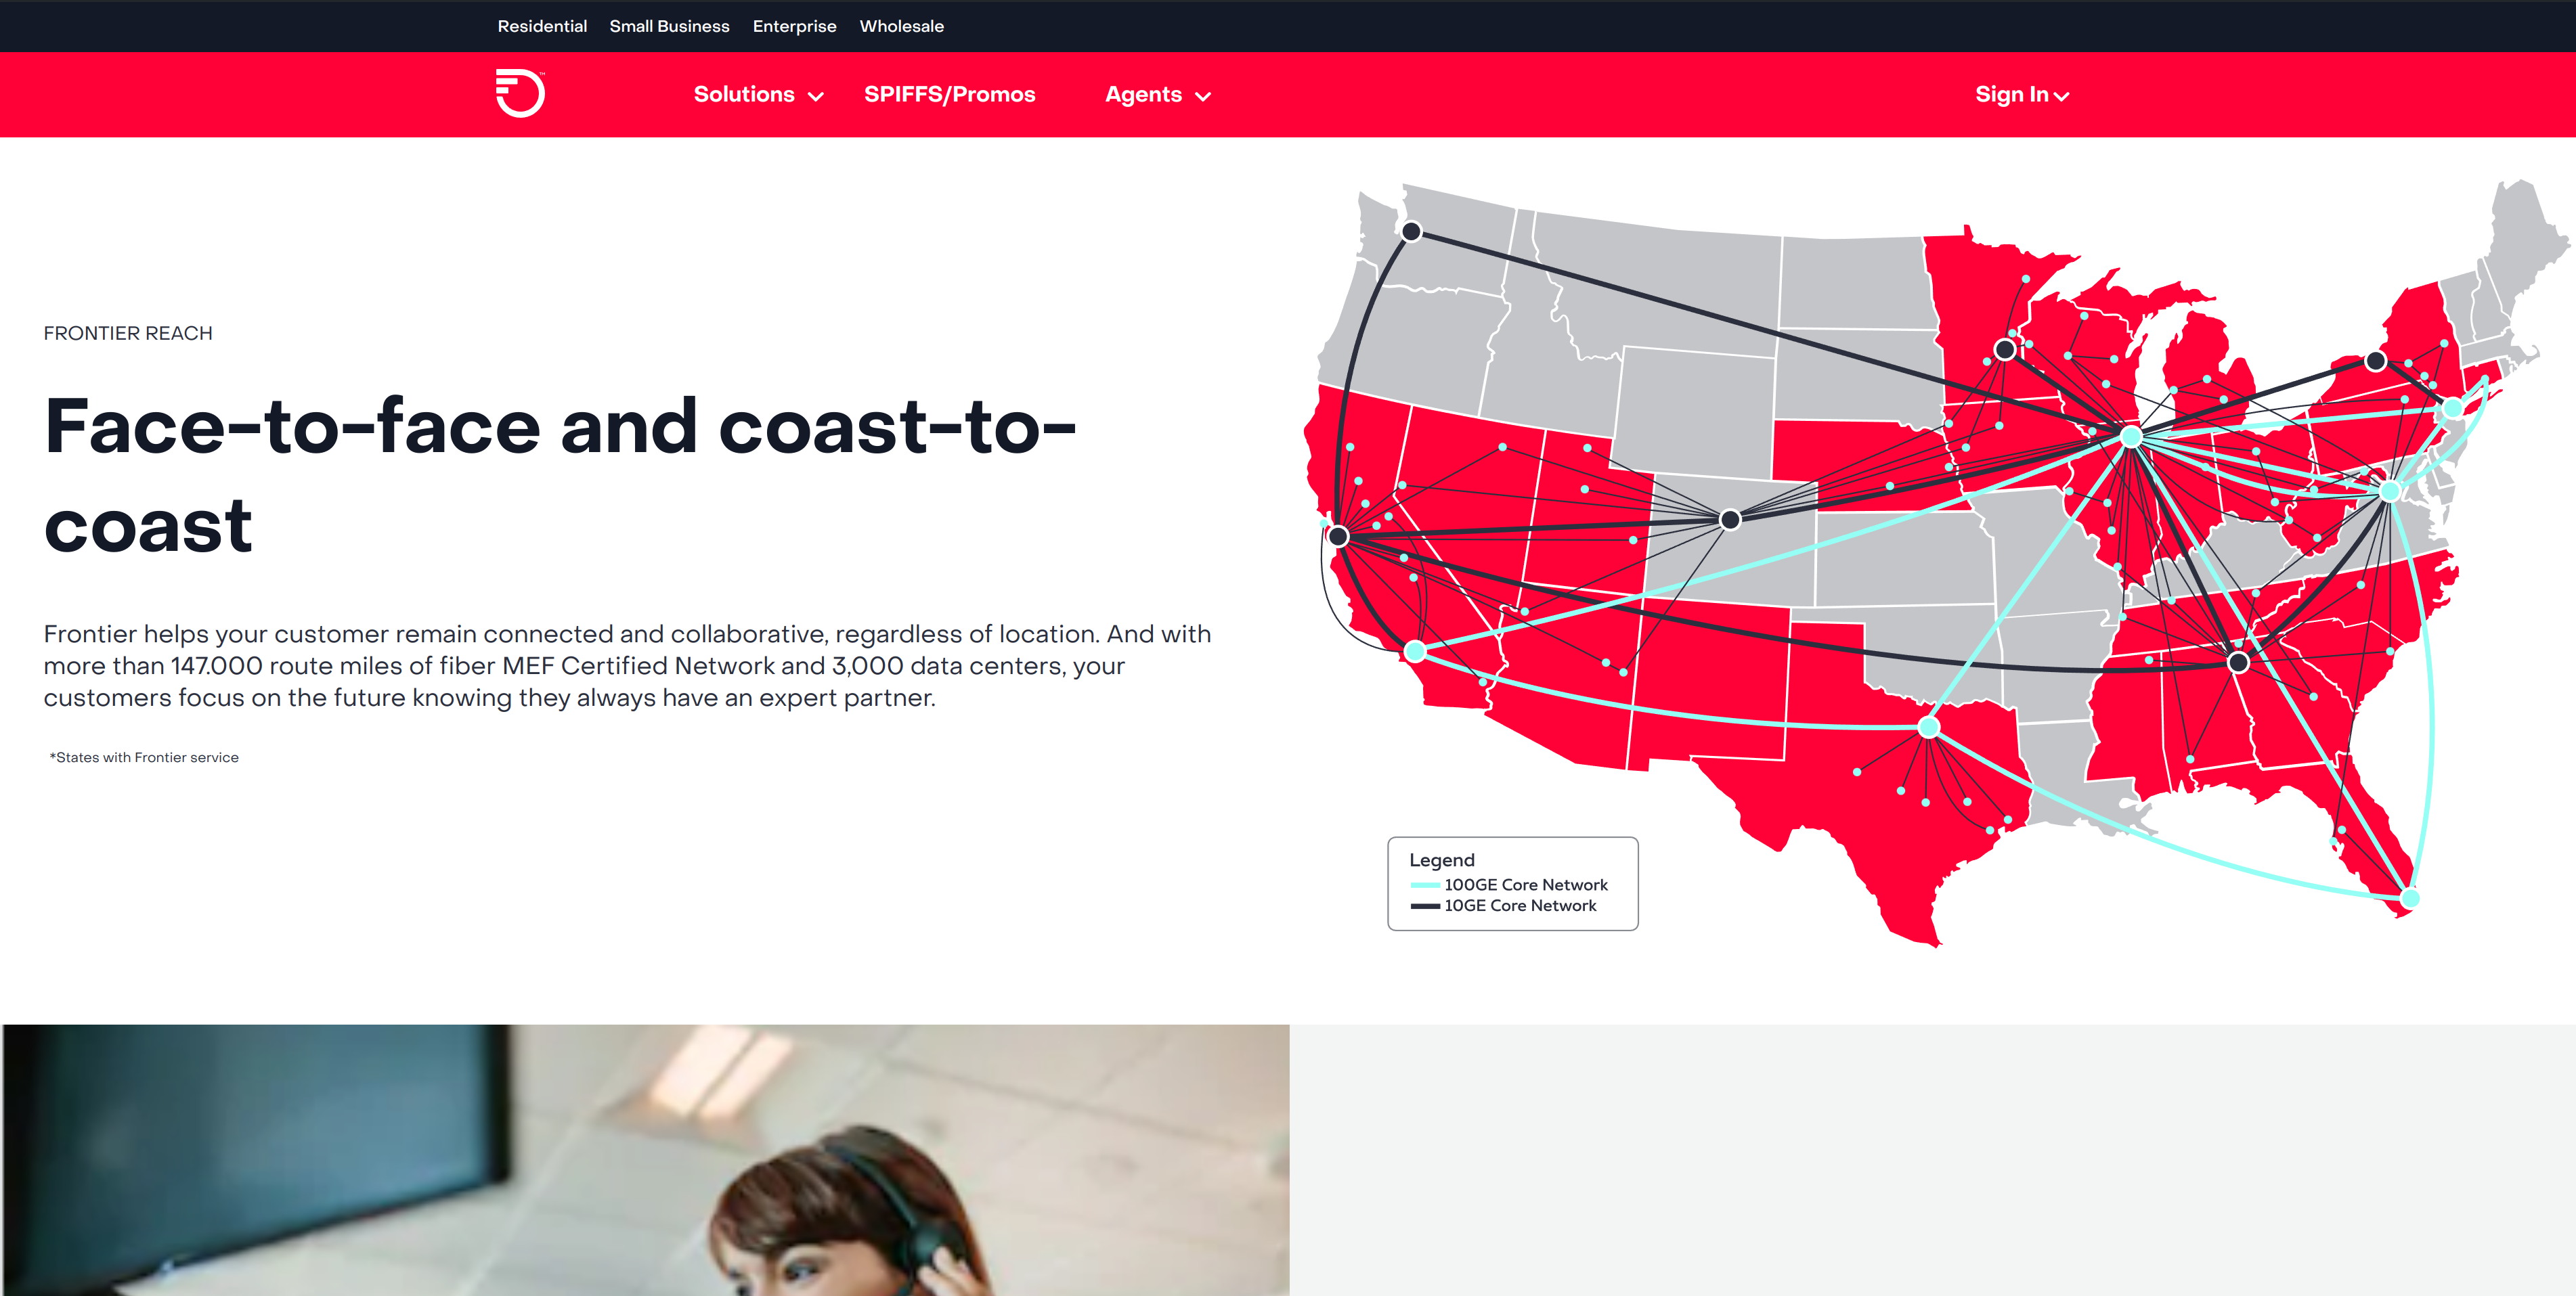 Residential Small Business Enterprise Wholesale
Solutions SPIFFS/Promos Agents Sign In
FRONTIER REACH
Face-to-face and coast-to-
coast
Frontier helps your customer remain connected and collaborative, regardless of location. And with
more than 147.000 route miles of fiber MEF Certified Network and 3,000 data centers, your
customers focus on the future knowing they always have an expert partner.
*States with Frontier service
Legend
100GE Core Network
10GE Core Network